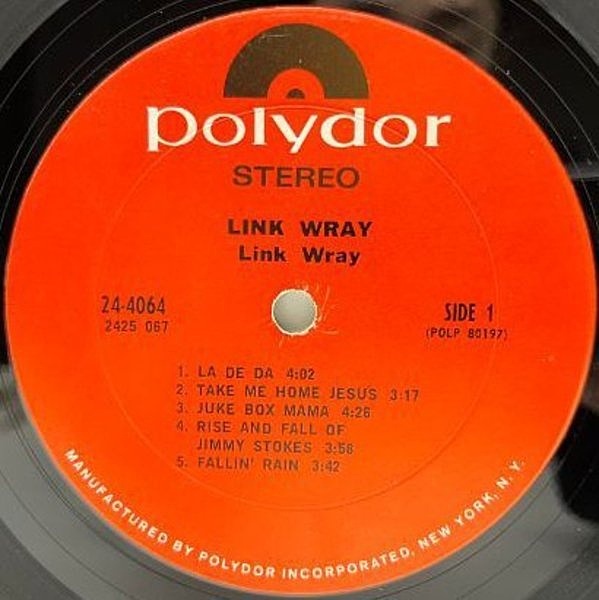 polydor
STEREO
LINK WRAY
Link Wray
24-4064
2425 067
SIDE 1
(POLP 80197)
1. LA DE DA 4:02
2. TAKE ME HOME JESUS 3:17
3. JUKE BOX MAMA 4:26
4. RISE AND FALL OF
JIMMY STOKES 3:58
5. FALLIN' RAIN 3:42
MANUFACTURED BY POLYDOR INCORPORATED, NEW YORK, N. Y.